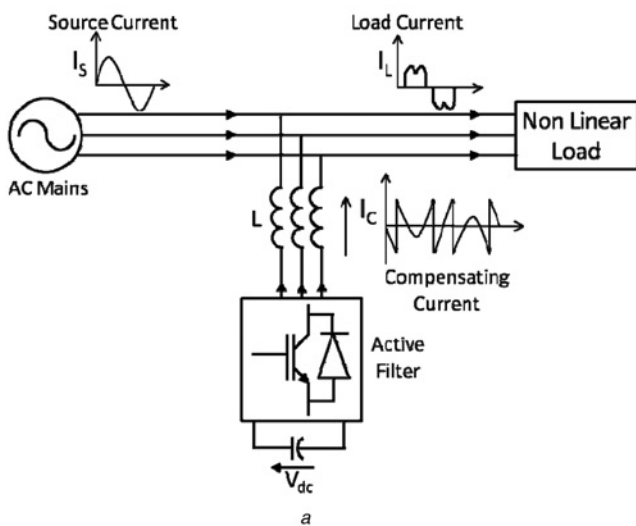 Source Current
Load Current
I_S
I_L
Non Linear
Load
AC Mains
L
I_C
Compensating
Current
Active
Filter
V_dc
a